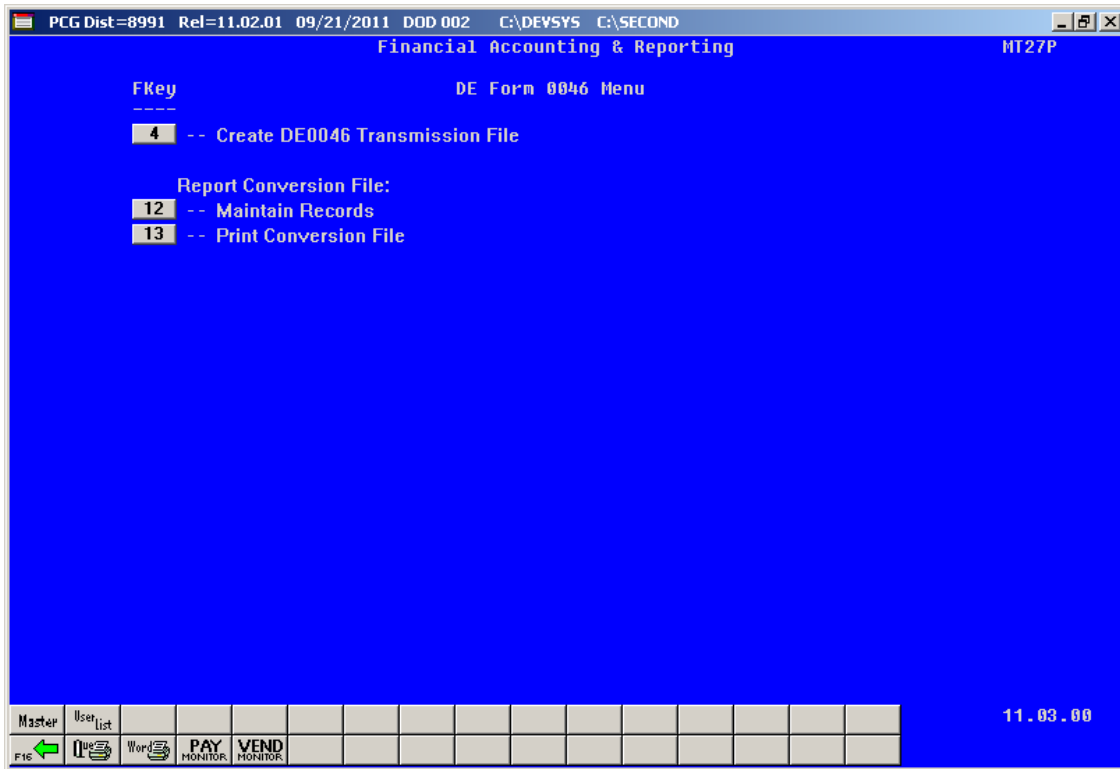 PCG Dist=8991 Rel=11.02.01 09/21/2011 DOD 002 C:\DEVSYS C:\SECOND
Financial Accounting & Reporting MT27P
FKey DE Form 0046 Menu
----
4 -- Create DE0046 Transmission File
Report Conversion File:
12 -- Maintain Records
13 -- Print Conversion File
Master User List 11.03.00
F16 Que Word PAY MONITOR VEND MONITOR